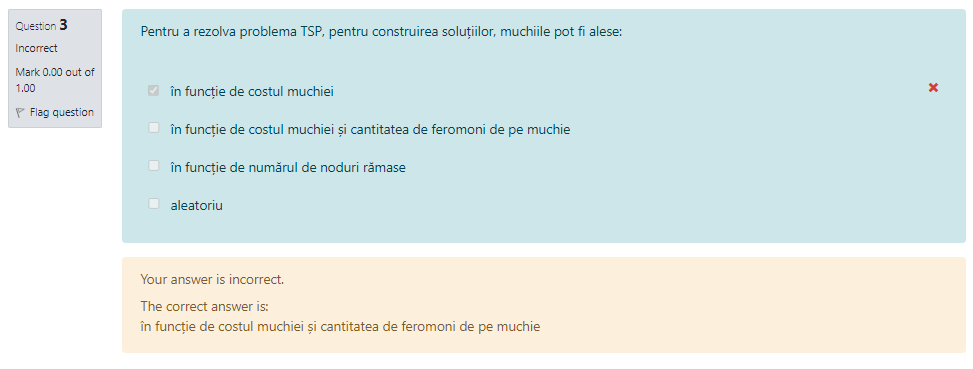 Question 3
Incorrect
Mark 0.00 out of
1.00
Flag question
Pentru a rezolva problema TSP, pentru construirea soluțiilor, muchiile pot fi alese:
în funcție de costul muchiei
în funcție de costul muchiei și cantitatea de feromoni de pe muchie
în funcție de numărul de noduri rămase
aleatoriu
Your answer is incorrect.
The correct answer is:
în funcție de costul muchiei și cantitatea de feromoni de pe muchie